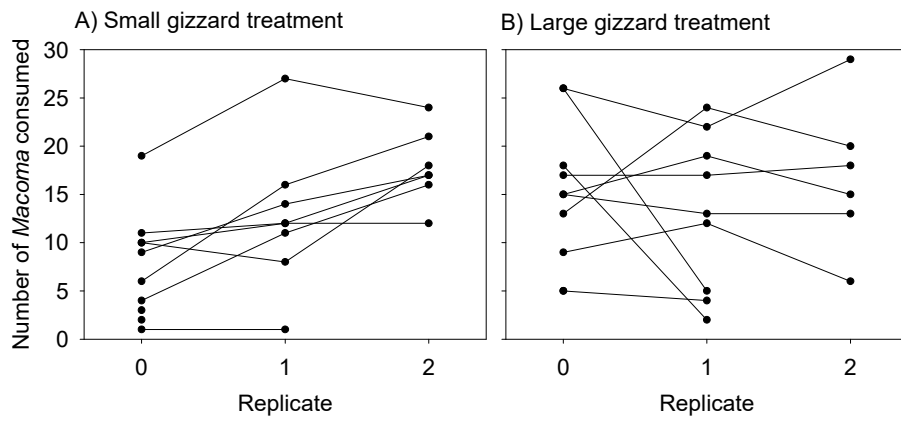 A) Small gizzard treatment
B) Large gizzard treatment
Number of Macoma consumed
30
25
20
15
10
5
0
0 1 2
0 1 2
Replicate
Replicate